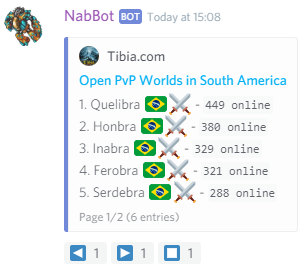 NabBot BOT Today at 15:08
Tibia.com
Open PvP Worlds in South America
1. Quelibra - 449 online
2. Honbra - 380 online
3. Inabra - 329 online
4. Ferobra - 321 online
5. Serdebra - 288 online
Page 1/2 (6 entries)
1 1 1